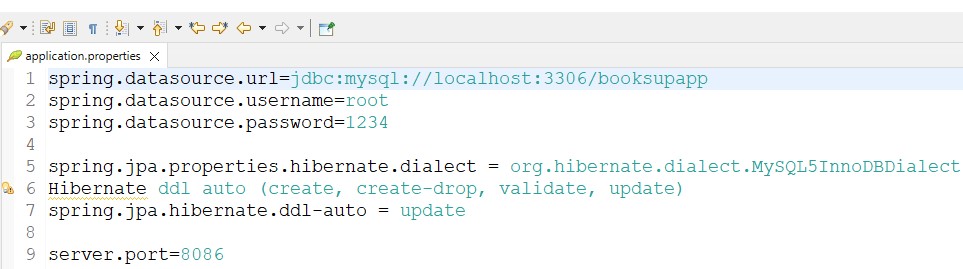 application.properties
1 spring.datasource.url=jdbc:mysql://localhost:3306/booksupapp
2 spring.datasource.username=root
3 spring.datasource.password=1234
4
5 spring.jpa.properties.hibernate.dialect = org.hibernate.dialect.MySQL5InnoDBDialect
6 Hibernate ddl auto (create, create-drop, validate, update)
7 spring.jpa.hibernate.ddl-auto = update
8
9 server.port=8086